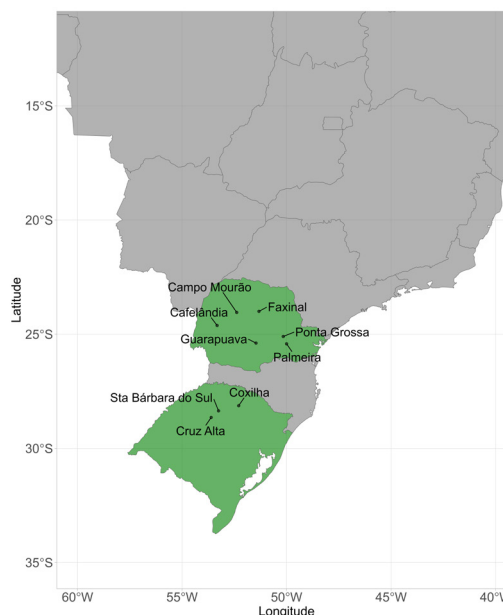 15°S
20°S
25°S
30°S
35°S
Latitude
Campo Mourão
Cafelândia
Faxinal
Guarapuava
Ponta Grossa
Palmeira
Sta Bárbara do Sul
Coxilha
Cruz Alta
60°W
55°W
50°W
45°W
40°W
Longitude